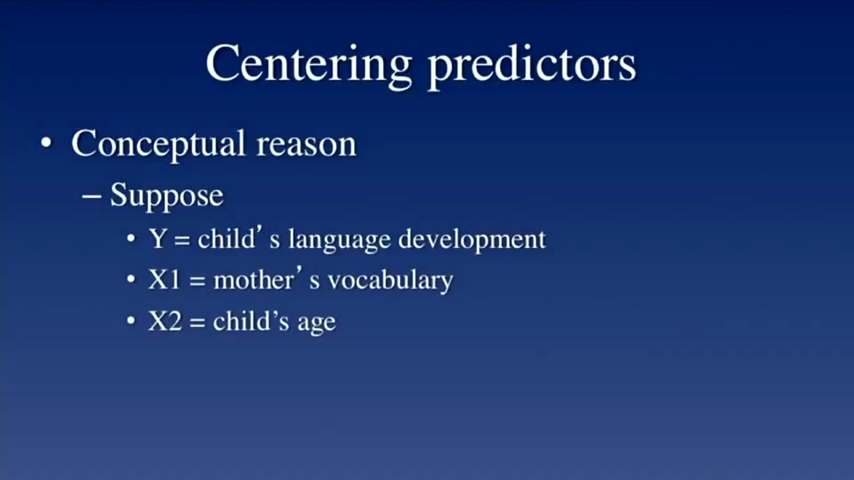 Centering predictors
• Conceptual reason
– Suppose
• Y = child’ s language development
• X1 = mother’ s vocabulary
• X2 = child’s age